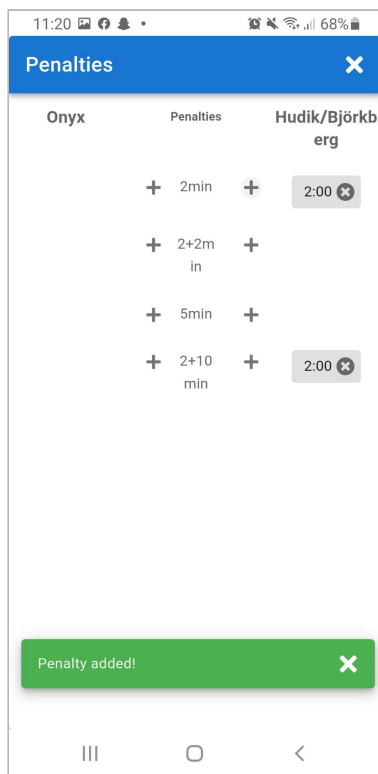 11:20
68%
Penalties
Onyx Penalties Hudik/Björkb
erg
2min 2:00
2+2m
in
5min
2+10 2:00
min
Penalty added!